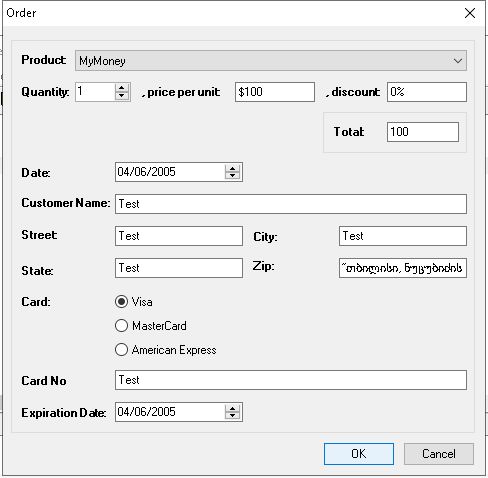 Order
Product: MyMoney
Quantity: 1 , price per unit: $100 , discount: 0%
Total: 100
Date: 04/06/2005
Customer Name: Test
Street: Test City: Test
State: Test Zip: "თბილისი, ნუცუბიძის
Card: Visa
MasterCard
American Express
Card No Test
Expiration Date: 04/06/2005
OK Cancel